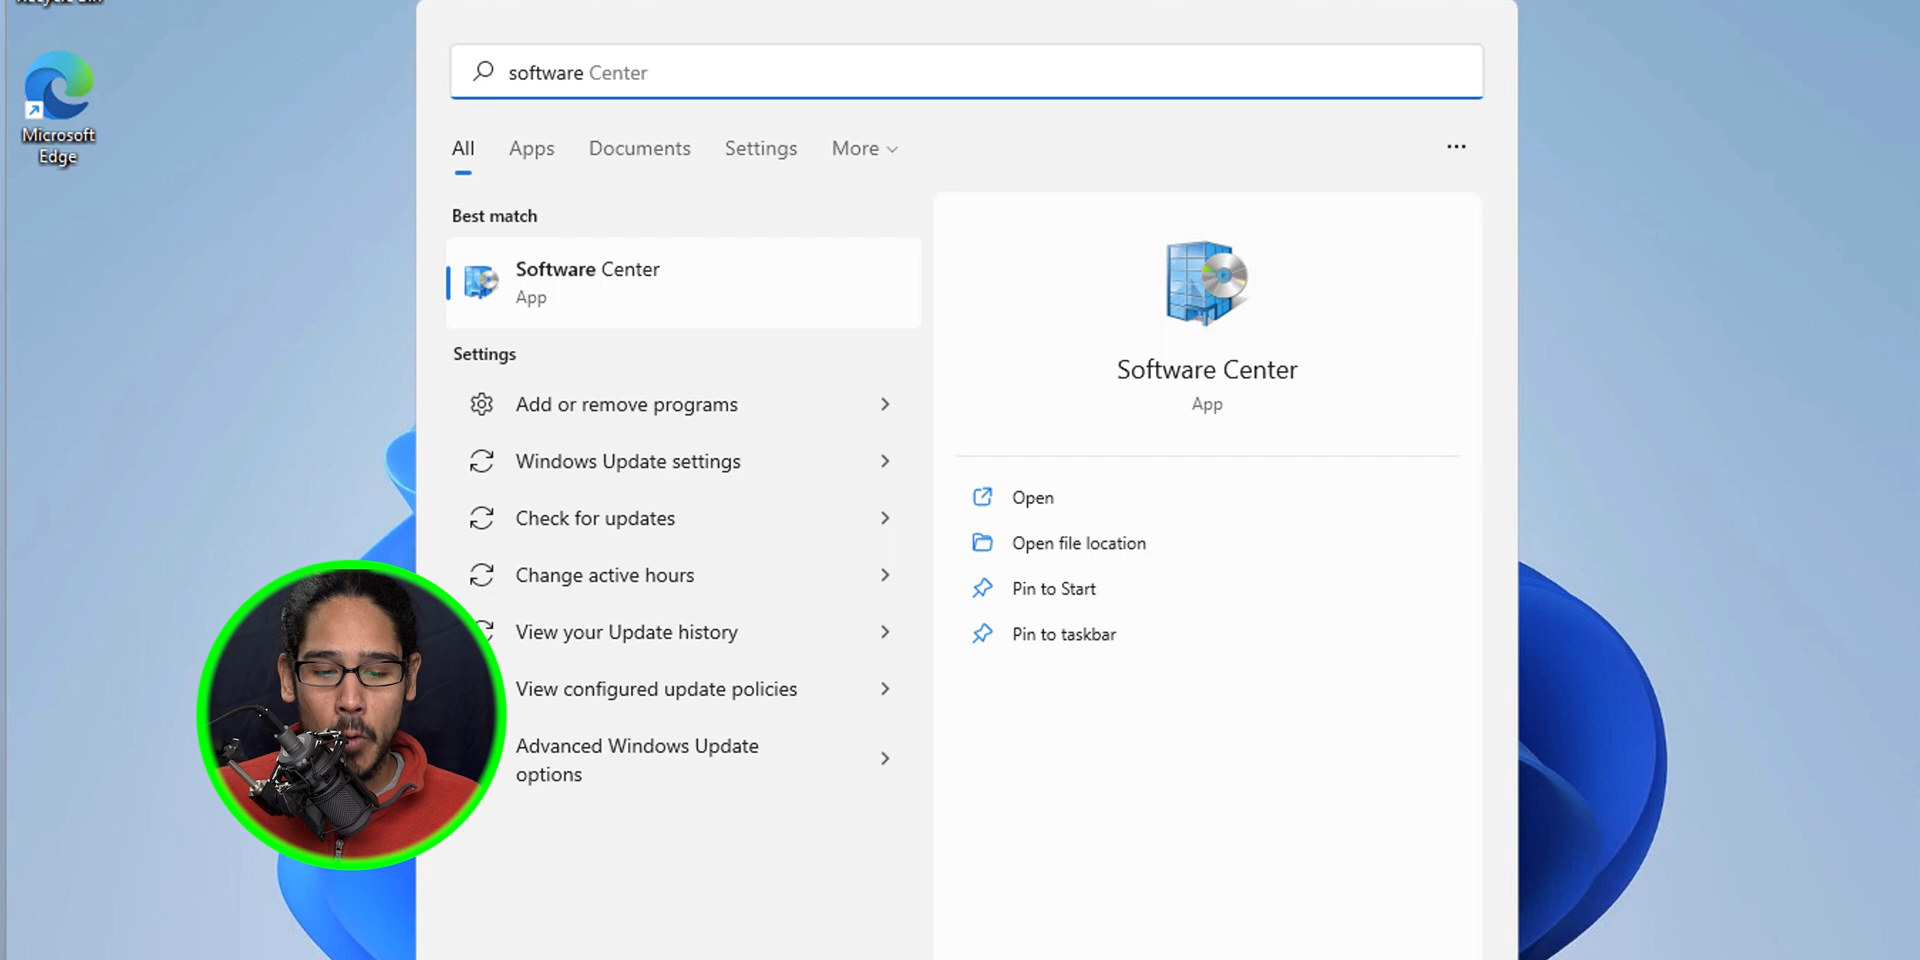 Recycle Bin
Microsoft
Edge
software Center
All Apps Documents Settings More
Best match
Software Center
App
Settings
Add or remove programs
Windows Update settings
Check for updates
Change active hours
View your Update history
View configured update policies
Advanced Windows Update
options
Software Center
App
Open
Open file location
Pin to Start
Pin to taskbar